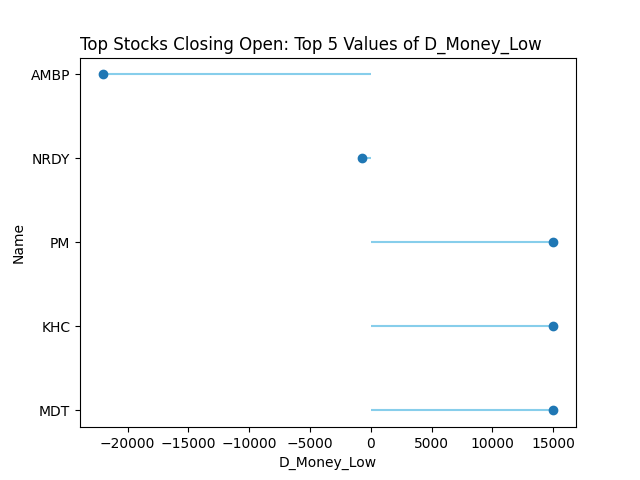 Top Stocks Closing Open: Top 5 Values of D_Money_Low
AMBP
NRDY
PM
KHC
MDT
Name
−20000 −15000 −10000 −5000 0 5000 10000 15000
D_Money_Low